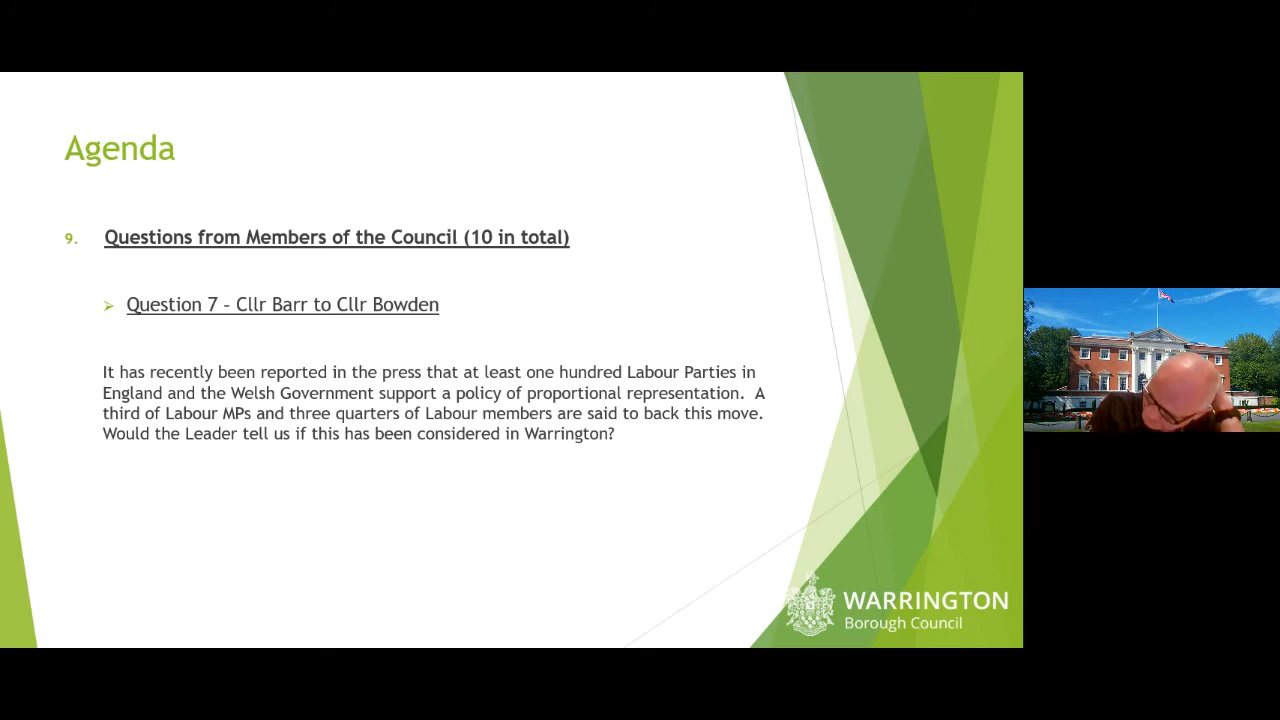 Agenda
9. Questions from Members of the Council (10 in total)
➢ Question 7 - Cllr Barr to Cllr Bowden
It has recently been reported in the press that at least one hundred Labour Parties in
England and the Welsh Government support a policy of proportional representation. A
third of Labour MPs and three quarters of Labour members are said to back this move.
Would the Leader tell us if this has been considered in Warrington?
WARRINGTON
Borough Council